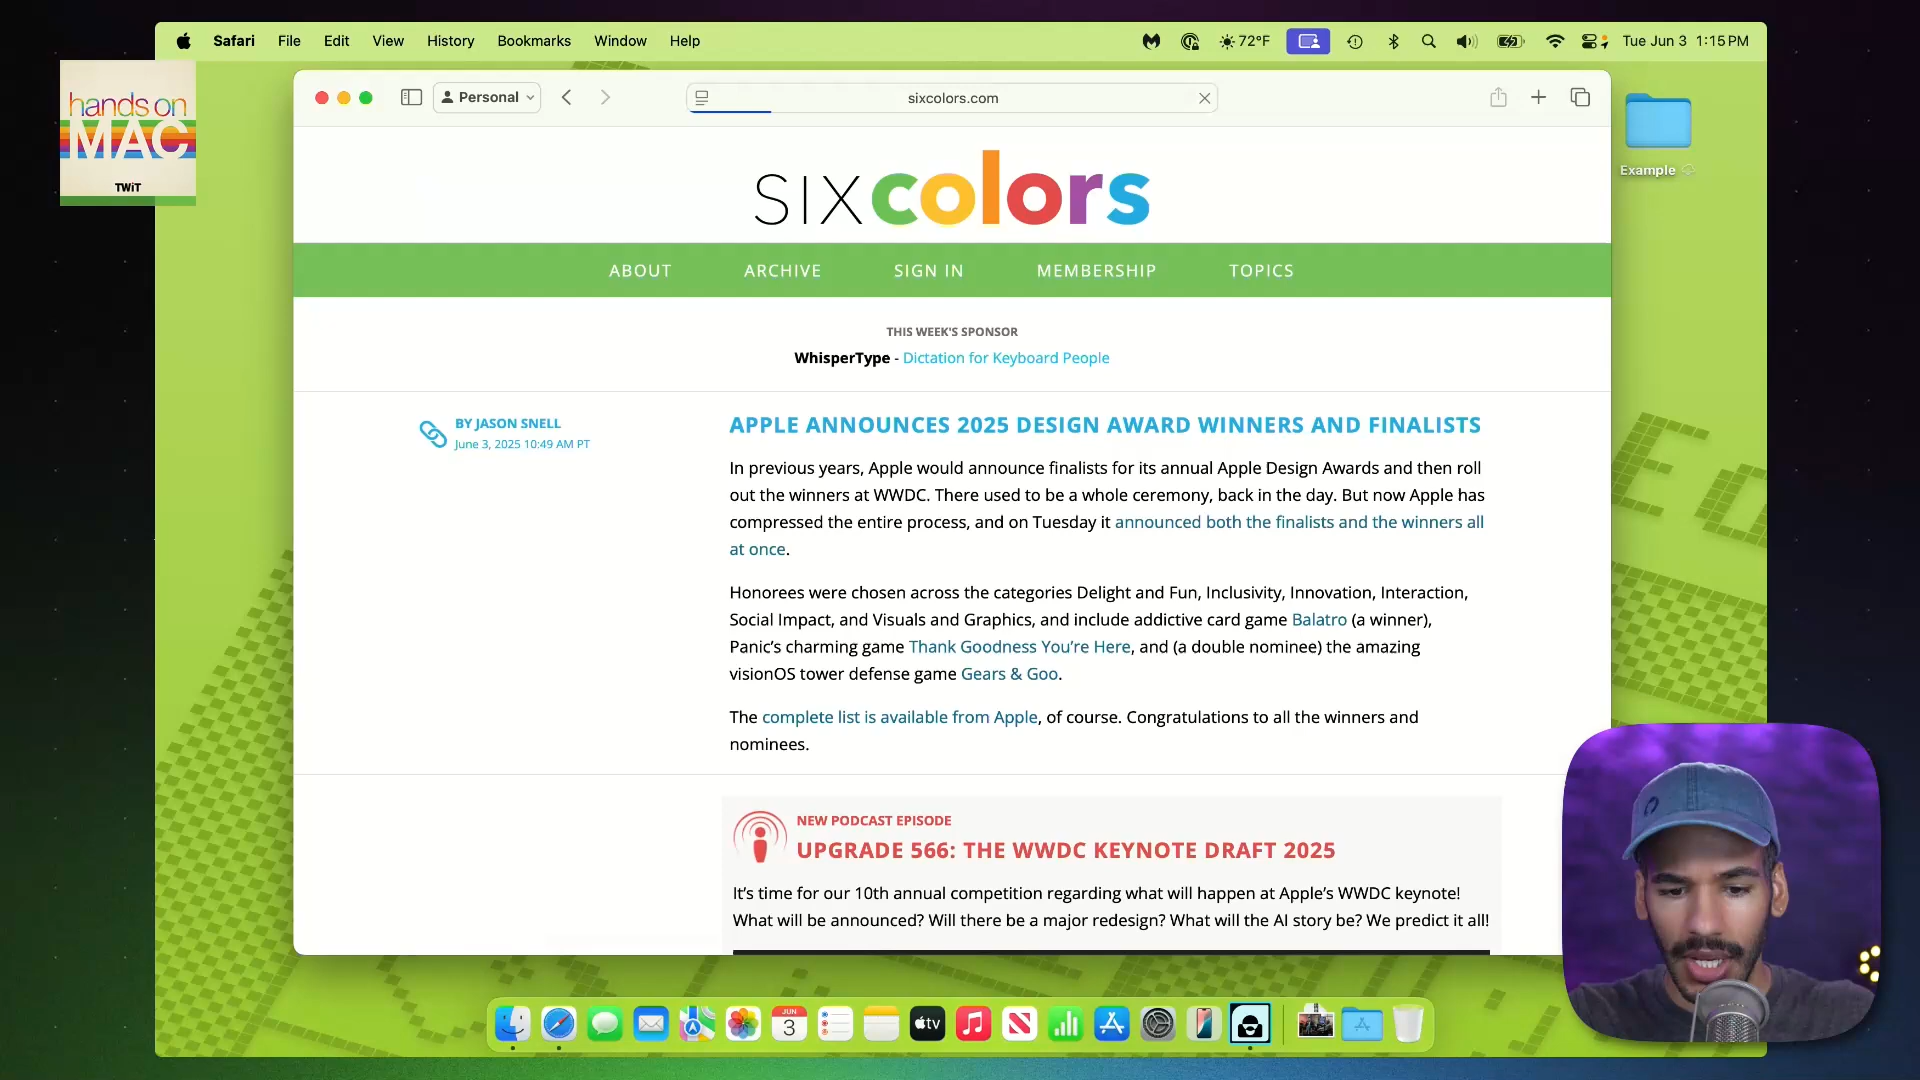 Safari File Edit View History Bookmarks Window Help 72°F Tue Jun 3 1:15 PM
hands on
MAC
TWiT
Personal
sixcolors.com
Example
SIXcolors
ABOUT ARCHIVE SIGN IN MEMBERSHIP TOPICS
THIS WEEK'S SPONSOR
WhisperType - Dictation for Keyboard People
BY JASON SNELL
June 3, 2025 10:49 AM PT
APPLE ANNOUNCES 2025 DESIGN AWARD WINNERS AND FINALISTS
In previous years, Apple would announce finalists for its annual Apple Design Awards and then roll
out the winners at WWDC. There used to be a whole ceremony, back in the day. But now Apple has
compressed the entire process, and on Tuesday it announced both the finalists and the winners all
at once.
Honorees were chosen across the categories Delight and Fun, Inclusivity, Innovation, Interaction,
Social Impact, and Visuals and Graphics, and include addictive card game Balatro (a winner),
Panic’s charming game Thank Goodness You’re Here, and (a double nominee) the amazing
visionOS tower defense game Gears & Goo.
The complete list is available from Apple, of course. Congratulations to all the winners and
nominees.
NEW PODCAST EPISODE
UPGRADE 566: THE WWDC KEYNOTE DRAFT 2025
It’s time for our 10th annual competition regarding what will happen at Apple’s WWDC keynote!
What will be announced? Will there be a major redesign? What will the AI story be? We predict it all!
JUN
3
tv